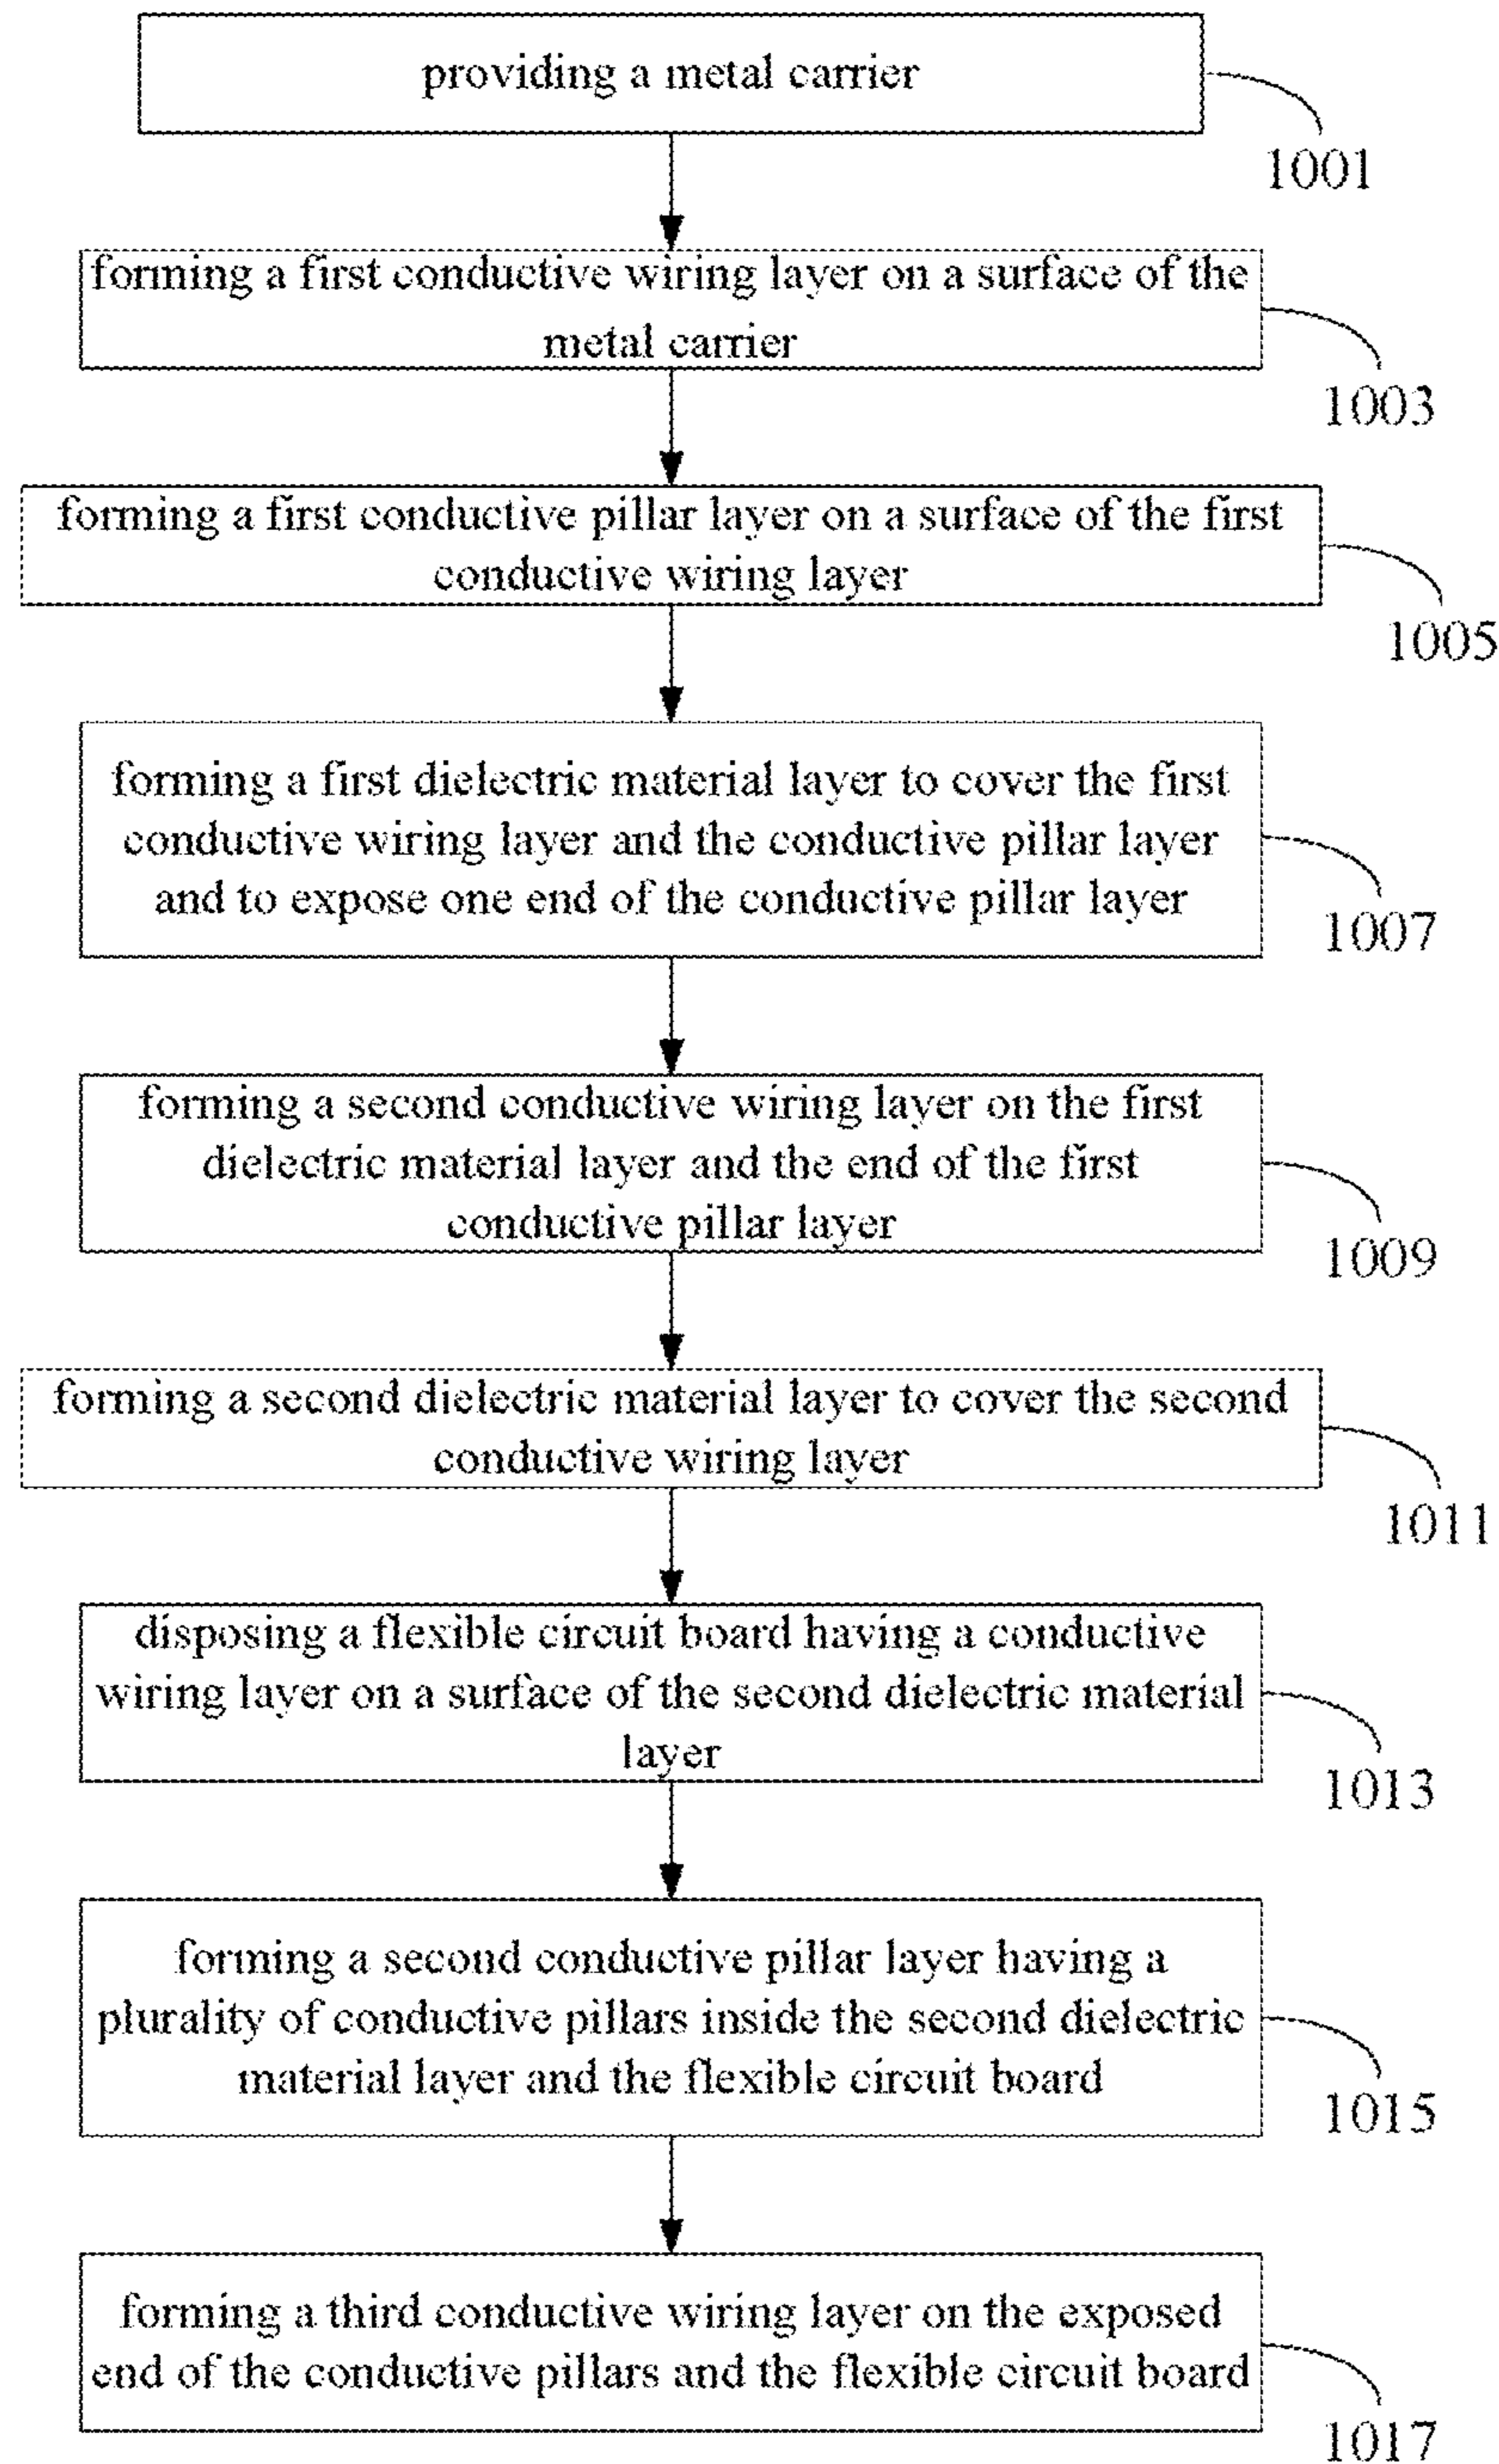 providing a metal carrier
1001
forming a first conductive wiring layer on a surface of the
metal carrier
1003
forming a first conductive pillar layer on a surface of the first
conductive wiring layer
1005
forming a first dielectric material layer to cover the first
conductive wiring layer and the conductive pillar layer
and to expose one end of the conductive pillar layer
1007
forming a second conductive wiring layer on the first
dielectric material layer and the end of the first
conductive pillar layer
1009
forming a second dielectric material layer to cover the second
conductive wiring layer
1011
disposing a flexible circuit board having a conductive
wiring layer on a surface of the second dielectric material
layer
1013
forming a second conductive pillar layer having a
plurality of conductive pillars inside the second dielectric
material layer and the flexible circuit board
1015
forming a third conductive wiring layer on the exposed
end of the conductive pillars and the flexible circuit board
1017